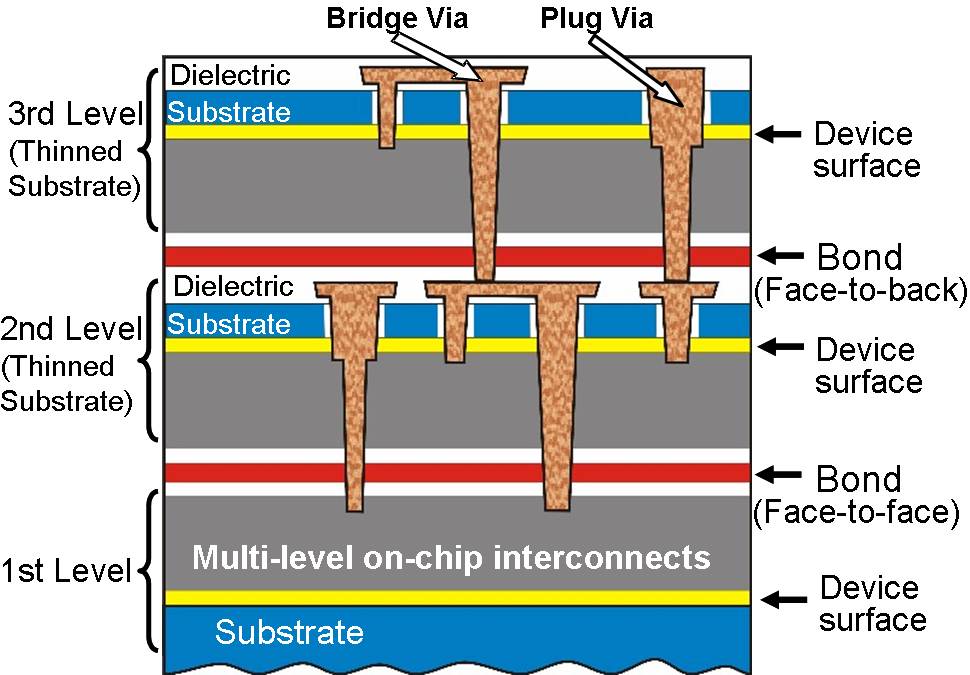 Bridge Via
Plug Via
Dielectric
Substrate
3rd Level
(Thinned
Substrate)
Device
surface
Bond
(Face-to-back)
Dielectric
Substrate
2nd Level
(Thinned
Substrate)
Device
surface
Bond
(Face-to-face)
1st Level
Multi-level on-chip interconnects
Device
surface
Substrate